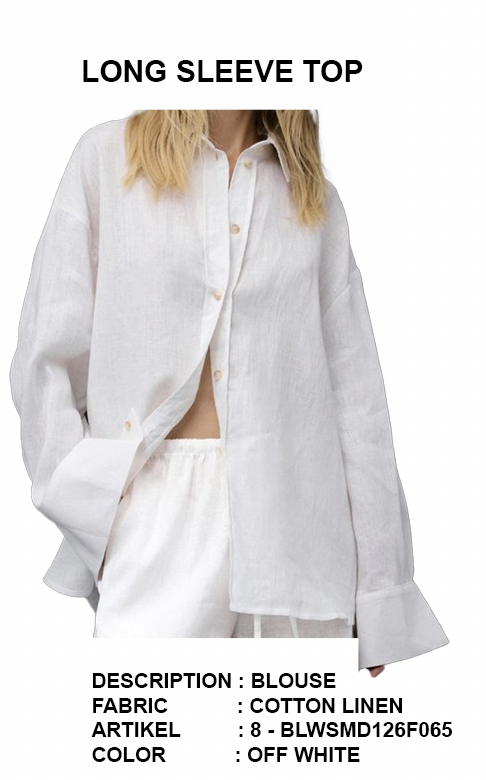 LONG SLEEVE TOP
DESCRIPTION : BLOUSE
FABRIC : COTTON LINEN
ARTIKEL : 8 - BLWSMD126F065
COLOR : OFF WHITE